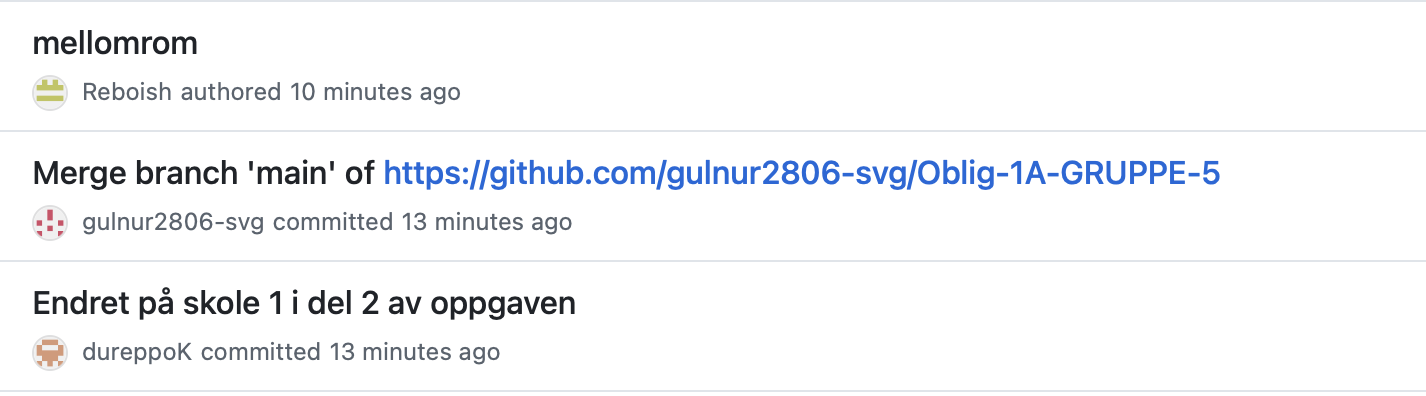 mellomrom
Reboish authored 10 minutes ago
Merge branch 'main' of https://github.com/gulnur2806-svg/Oblig-1A-GRUPPE-5
gulnur2806-svg committed 13 minutes ago
Endret på skole 1 i del 2 av oppgaven
dureppoK committed 13 minutes ago